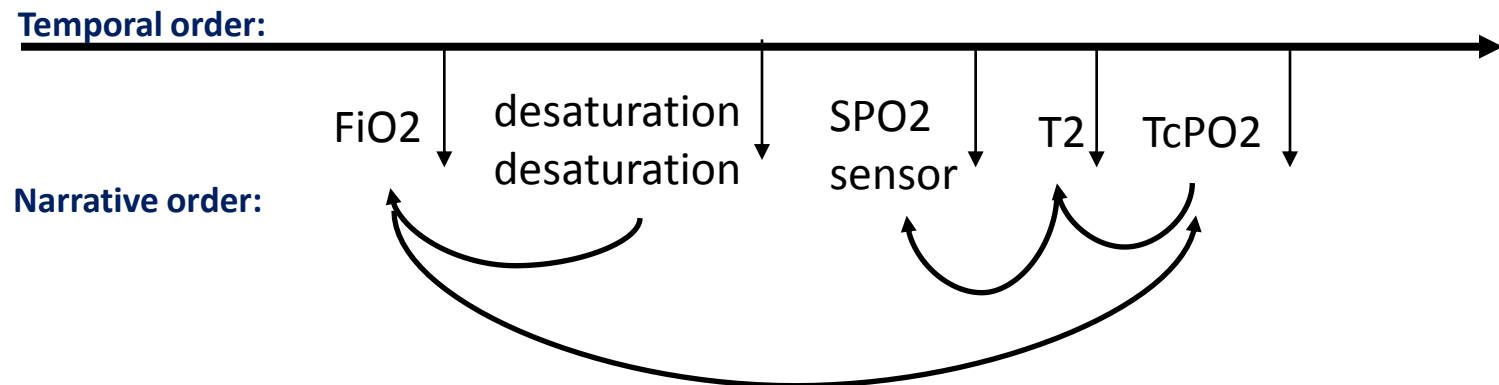 Temporal order:
FiO2
desaturation
desaturation
SPO2
sensor
T2
TcPO2
Narrative order: